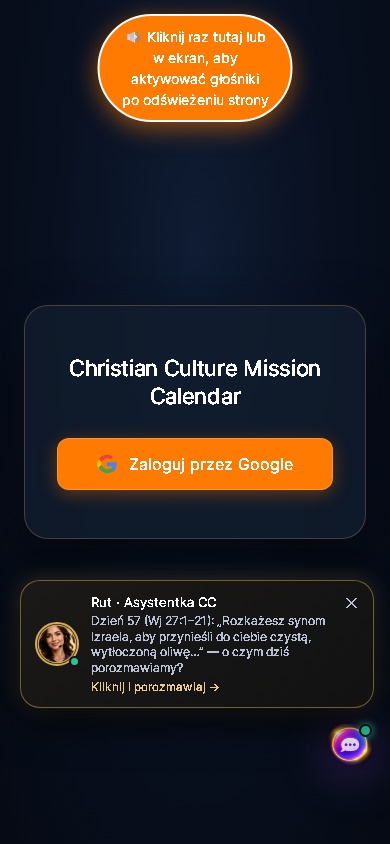 Kliknij raz tutaj lub
w ekran, aby
aktywować głośniki
po odświeżeniu strony
Christian Culture Mission
Calendar
Zaloguj przez Google
Rut · Asystentka CC
Dzień 57 (Wj 27:1–21): „Rozkażesz synom
Izraela, aby przynieśli do ciebie czystą,
wytłoczoną oliwę…” — o czym dziś
porozmawiamy?
Kliknij i porozmawiaj →